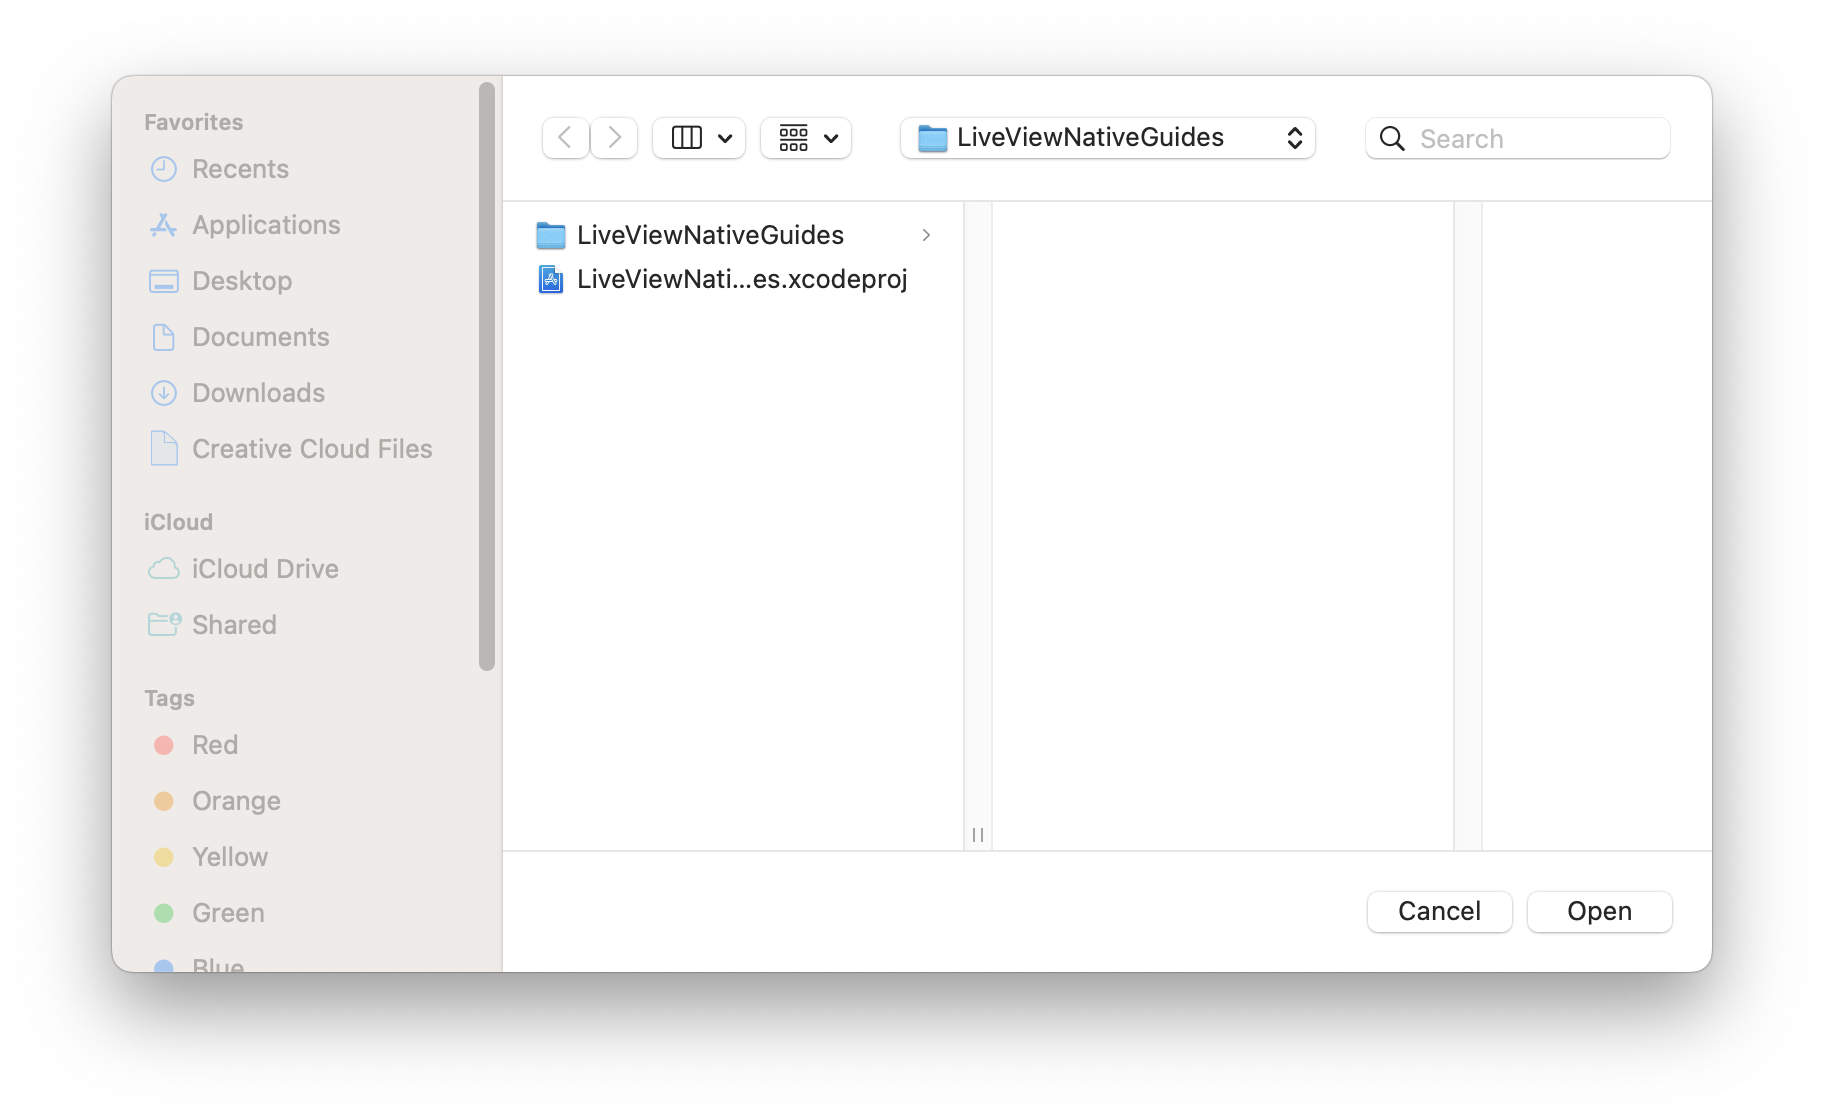 Favorites
Recents
Applications
Desktop
Documents
Downloads
Creative Cloud Files
iCloud
iCloud Drive
Shared
Tags
Red
Orange
Yellow
Green
Blue
LiveViewNativeGuides
Search
LiveViewNativeGuides
LiveViewNati...es.xcodeproj
Cancel
Open